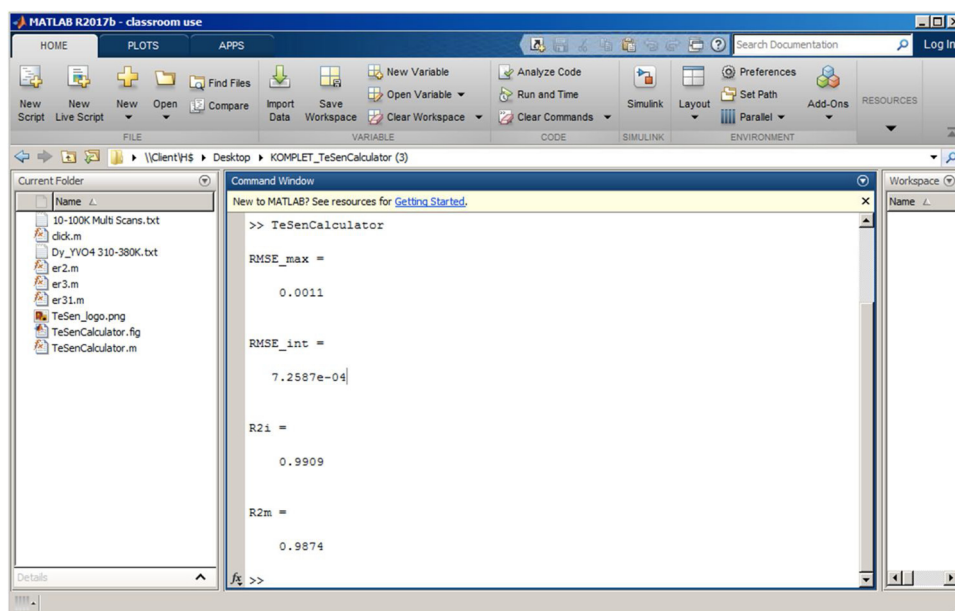 MATLAB R2017b - classroom use
HOME PLOTS APPS Search Documentation Log In
New Script
New Live Script
New
Open
Find Files
Compare
Import Data
Save Workspace
New Variable
Open Variable
Clear Workspace
Analyze Code
Run and Time
Clear Commands
Simulink
Layout
Preferences
Set Path
Parallel
Add-Ons
RESOURCES
FILE VARIABLE CODE SIMULINK ENVIRONMENT
\\Client\H$ Desktop KOMPLET_TeSenCalculator (3)
Current Folder
Name
10-100K Multi Scans.txt
click.m
Dy_YVO4 310-380K.txt
er2.m
er3.m
er31.m
TeSen_logo.png
TeSenCalculator.fig
TeSenCalculator.m
Details
Command Window
New to MATLAB? See resources for Getting Started.
>> TeSenCalculator
RMSE_max =
0.0011
RMSE_int =
7.2587e-04
R2i =
0.9909
R2m =
0.9874
fx >>
Workspace
Name